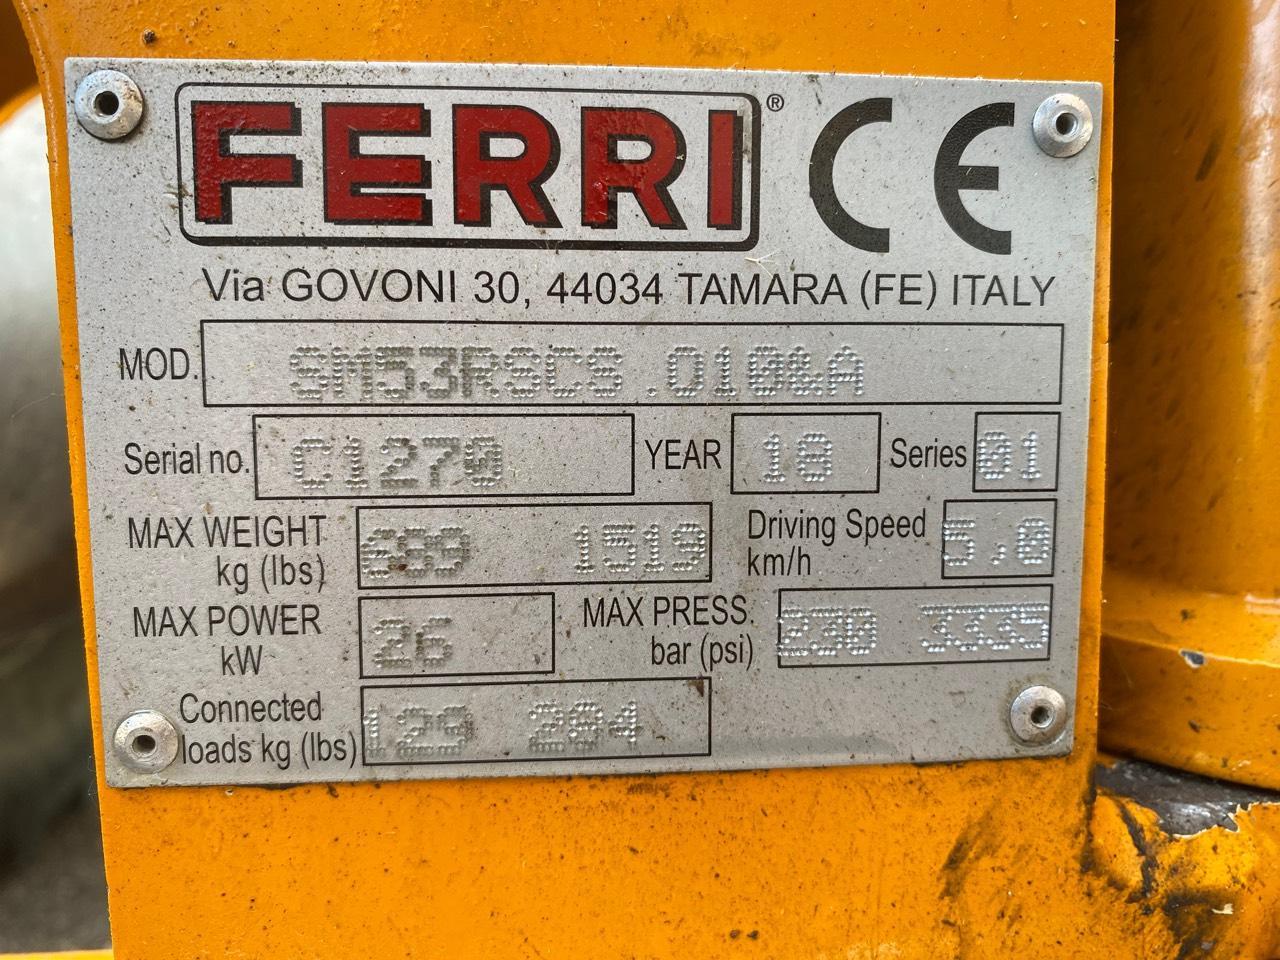 FERRI® CE
Via GOVONI 30, 44034 TAMARA (FE) ITALY
MOD. SM53RSCS.010&A
Serial no. C1270 YEAR 18 Series 01
MAX WEIGHT kg (lbs) 689 1519 Driving Speed km/h 5.0
MAX POWER kW 26 MAX PRESS. bar (psi) 230 3335
Connected loads kg (lbs) 129 284